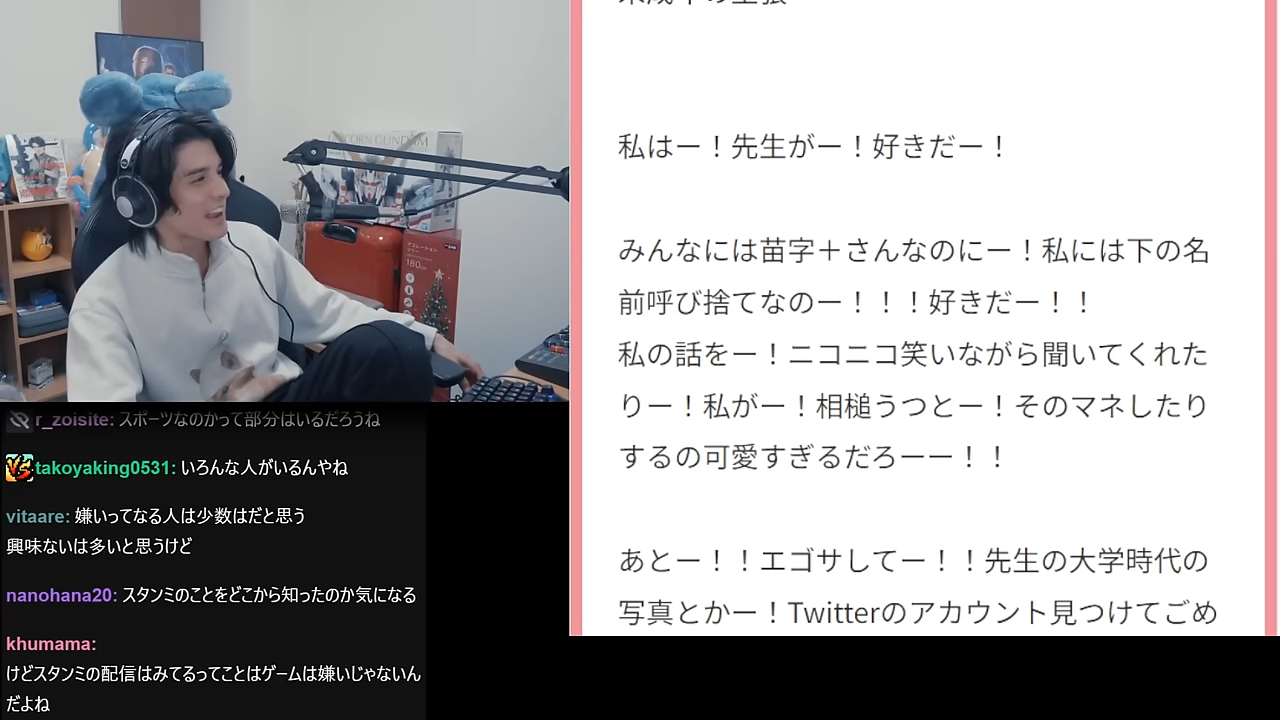 私はー！先生がー！好きだー！
みんなには苗字＋さんなのにー！私には下の名
前呼び捨てなのー！！！好きだー！！
私の話をー！ニコニコ笑いながら聞いてくれた
りー！私がー！相槌うつとー！そのマネしたり
するの可愛すぎるだろーー！！
あとー！！エゴサしてー！！先生の大学時代の
写真とかー！Twitterのアカウント見つけてごめ
CORN GUNDAM
180cm
r_zoisite: スポーツなのかって部分はいるだろうね
takoyaking0531: いろんな人がいるんやね
vitaare: 嫌いってなる人は少数はだと思う
興味ないは多いと思うけど
nanohana20: スタンミのことをどこから知ったのか気になる
khumama:
けどスタンミの配信はみてるってことはゲームは嫌いじゃないん
だよね